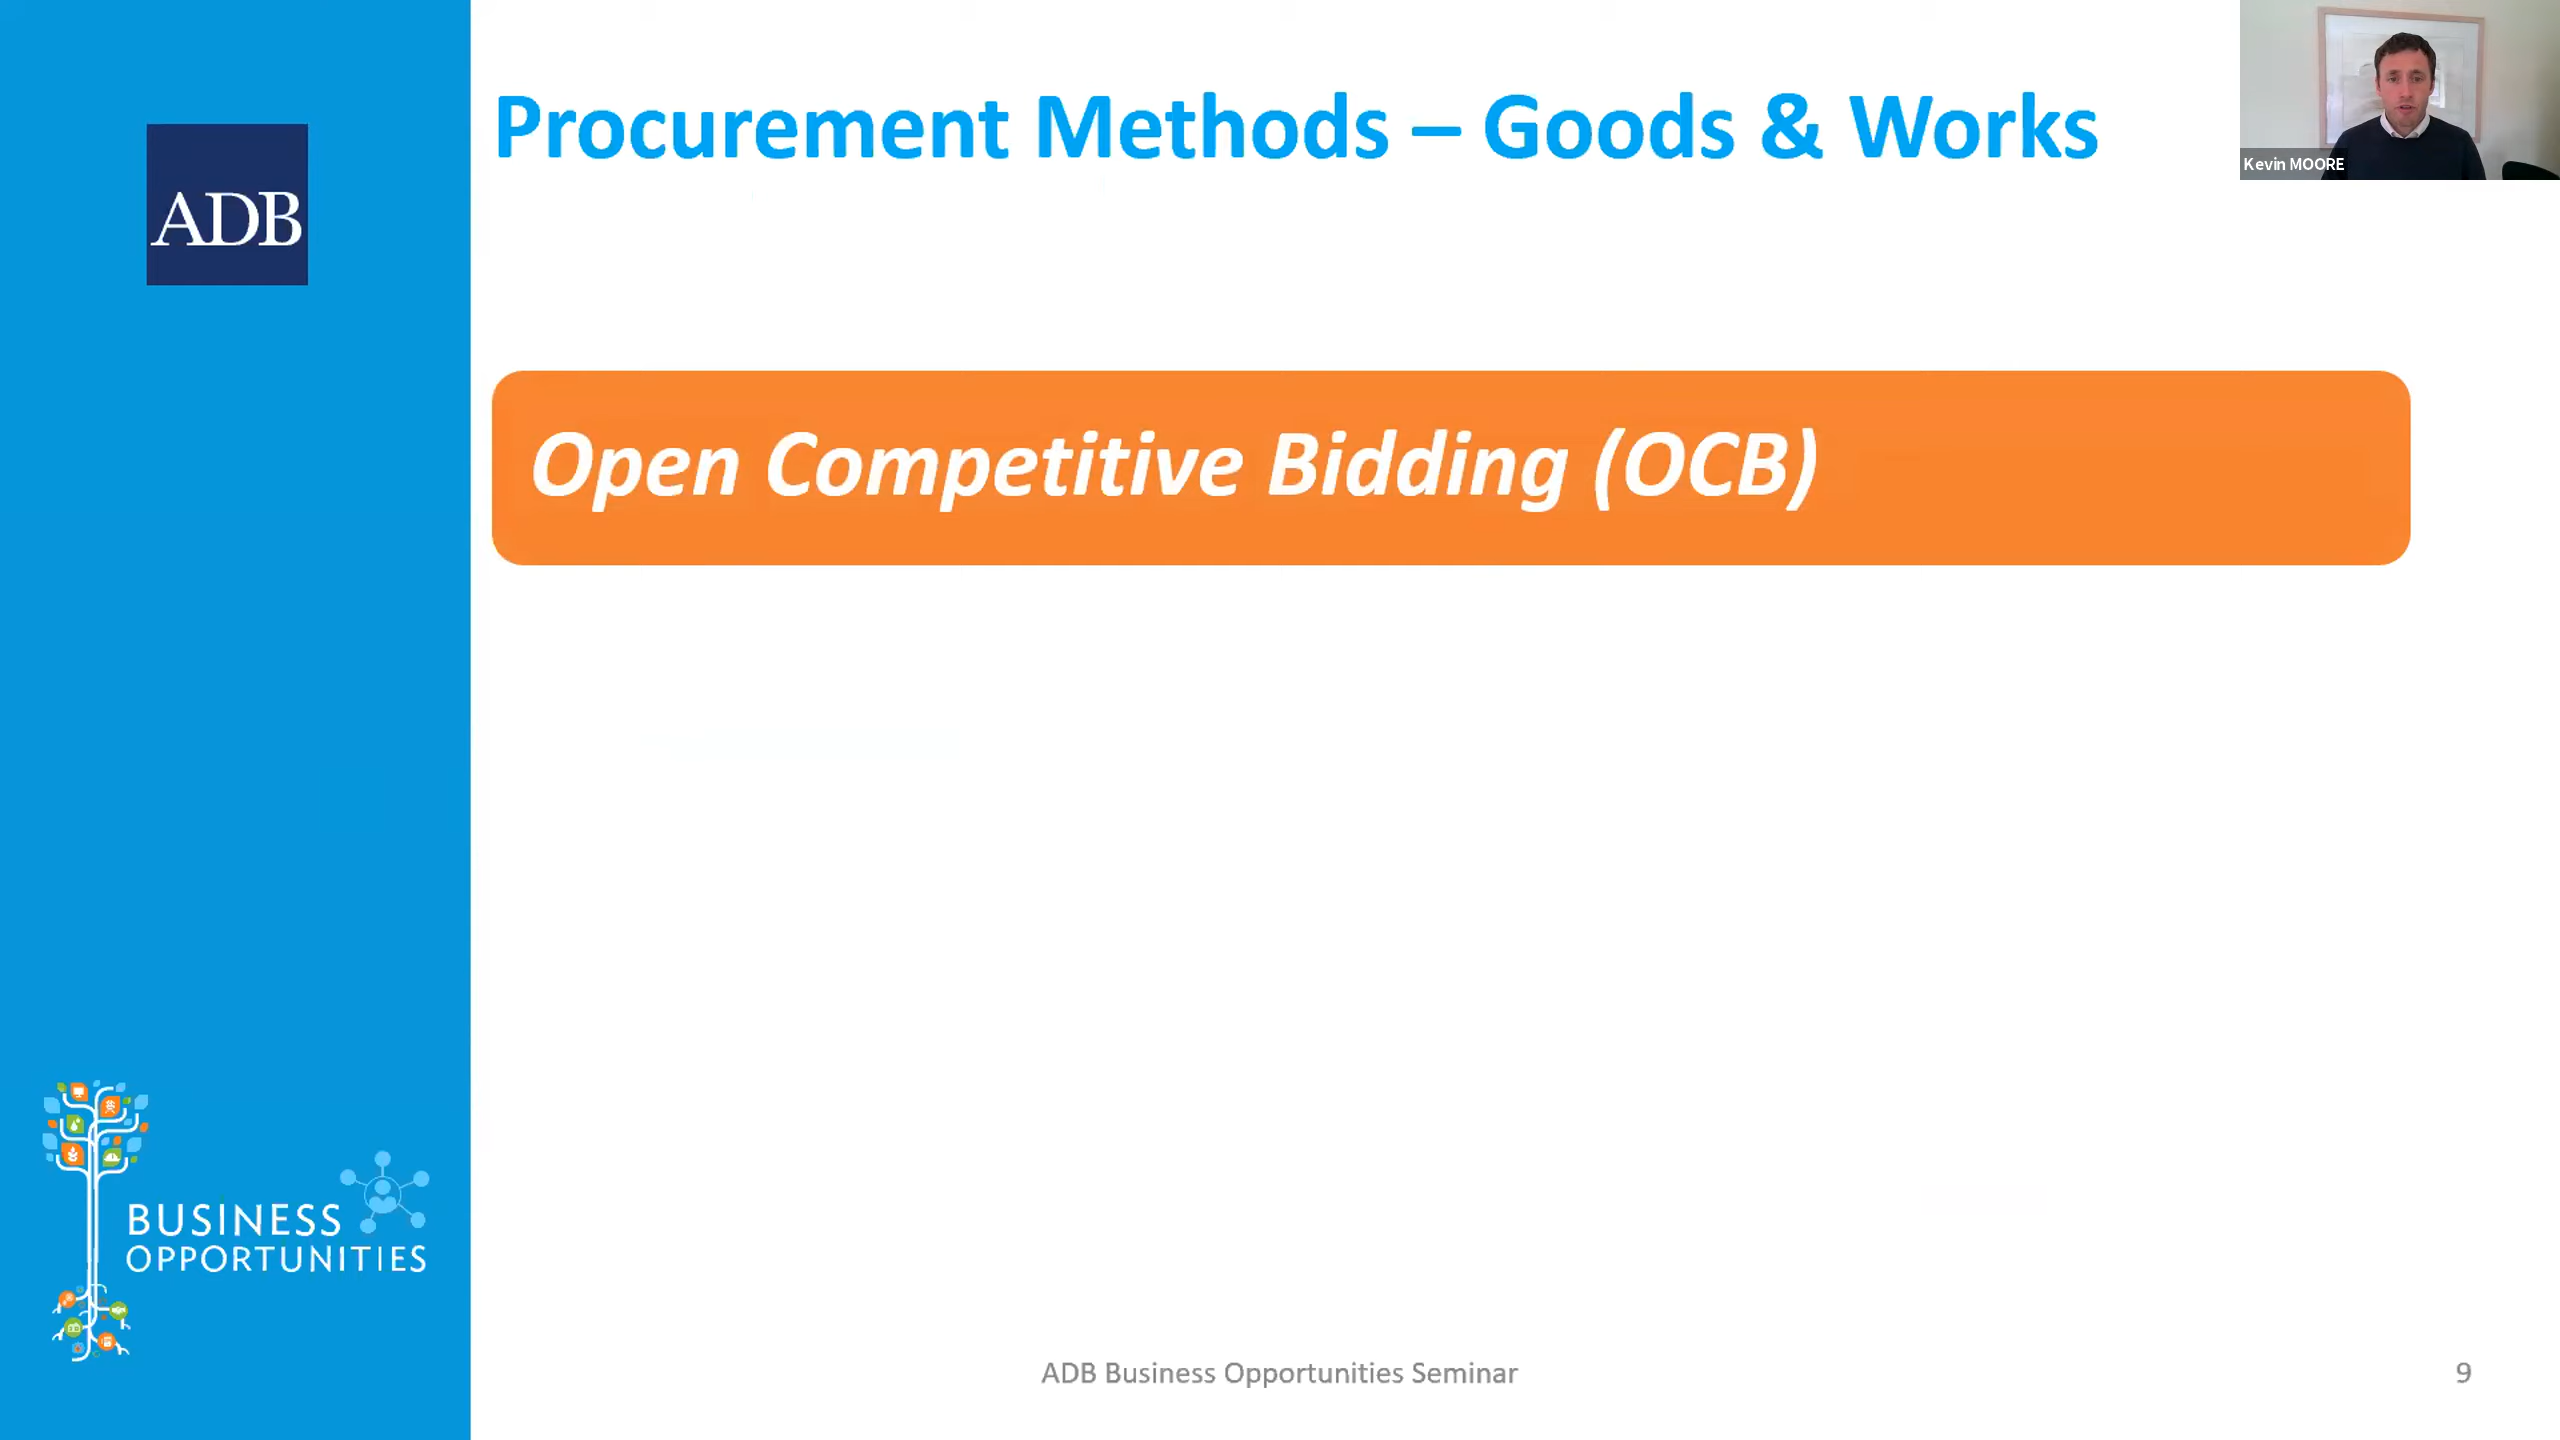 ADB
Procurement Methods – Goods & Works
Kevin MOORE
Open Competitive Bidding (OCB)
BUSINESS
OPPORTUNITIES
ADB Business Opportunities Seminar
9